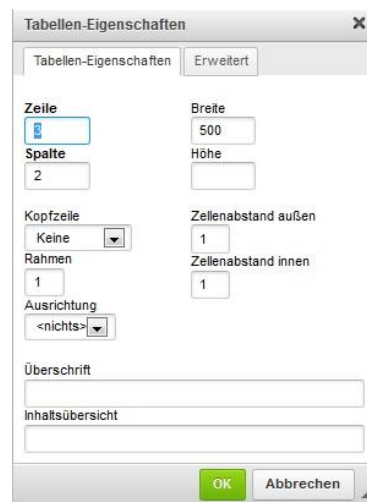 Tabellen-Eigenschaften
Tabellen-Eigenschaften Erweitert
Zeile Breite
3 500
Spalte Höhe
2
Kopfzeile Zellenabstand außen
Keine 1
Rahmen Zellenabstand innen
1 1
Ausrichtung
<nichts>
Überschrift
Inhaltsübersicht
OK Abbrechen